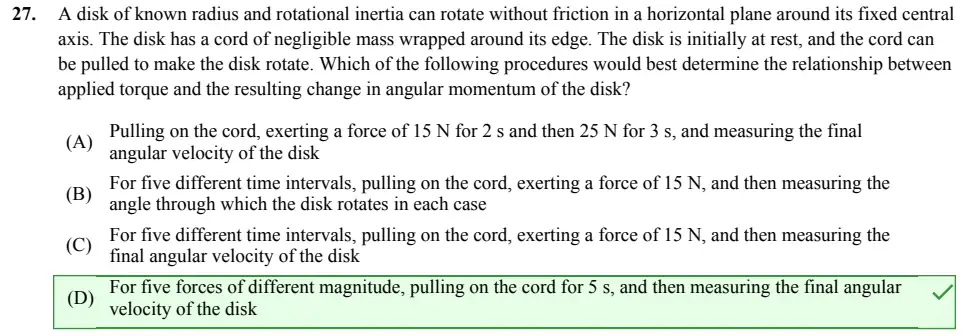 27. A disk of known radius and rotational inertia can rotate without friction in a horizontal plane around its fixed central
axis. The disk has a cord of negligible mass wrapped around its edge. The disk is initially at rest, and the cord can
be pulled to make the disk rotate. Which of the following procedures would best determine the relationship between
applied torque and the resulting change in angular momentum of the disk?
(A) Pulling on the cord, exerting a force of 15 N for 2 s and then 25 N for 3 s, and measuring the final
angular velocity of the disk
(B) For five different time intervals, pulling on the cord, exerting a force of 15 N, and then measuring the
angle through which the disk rotates in each case
(C) For five different time intervals, pulling on the cord, exerting a force of 15 N, and then measuring the
final angular velocity of the disk
(D) For five forces of different magnitude, pulling on the cord for 5 s, and then measuring the final angular
velocity of the disk